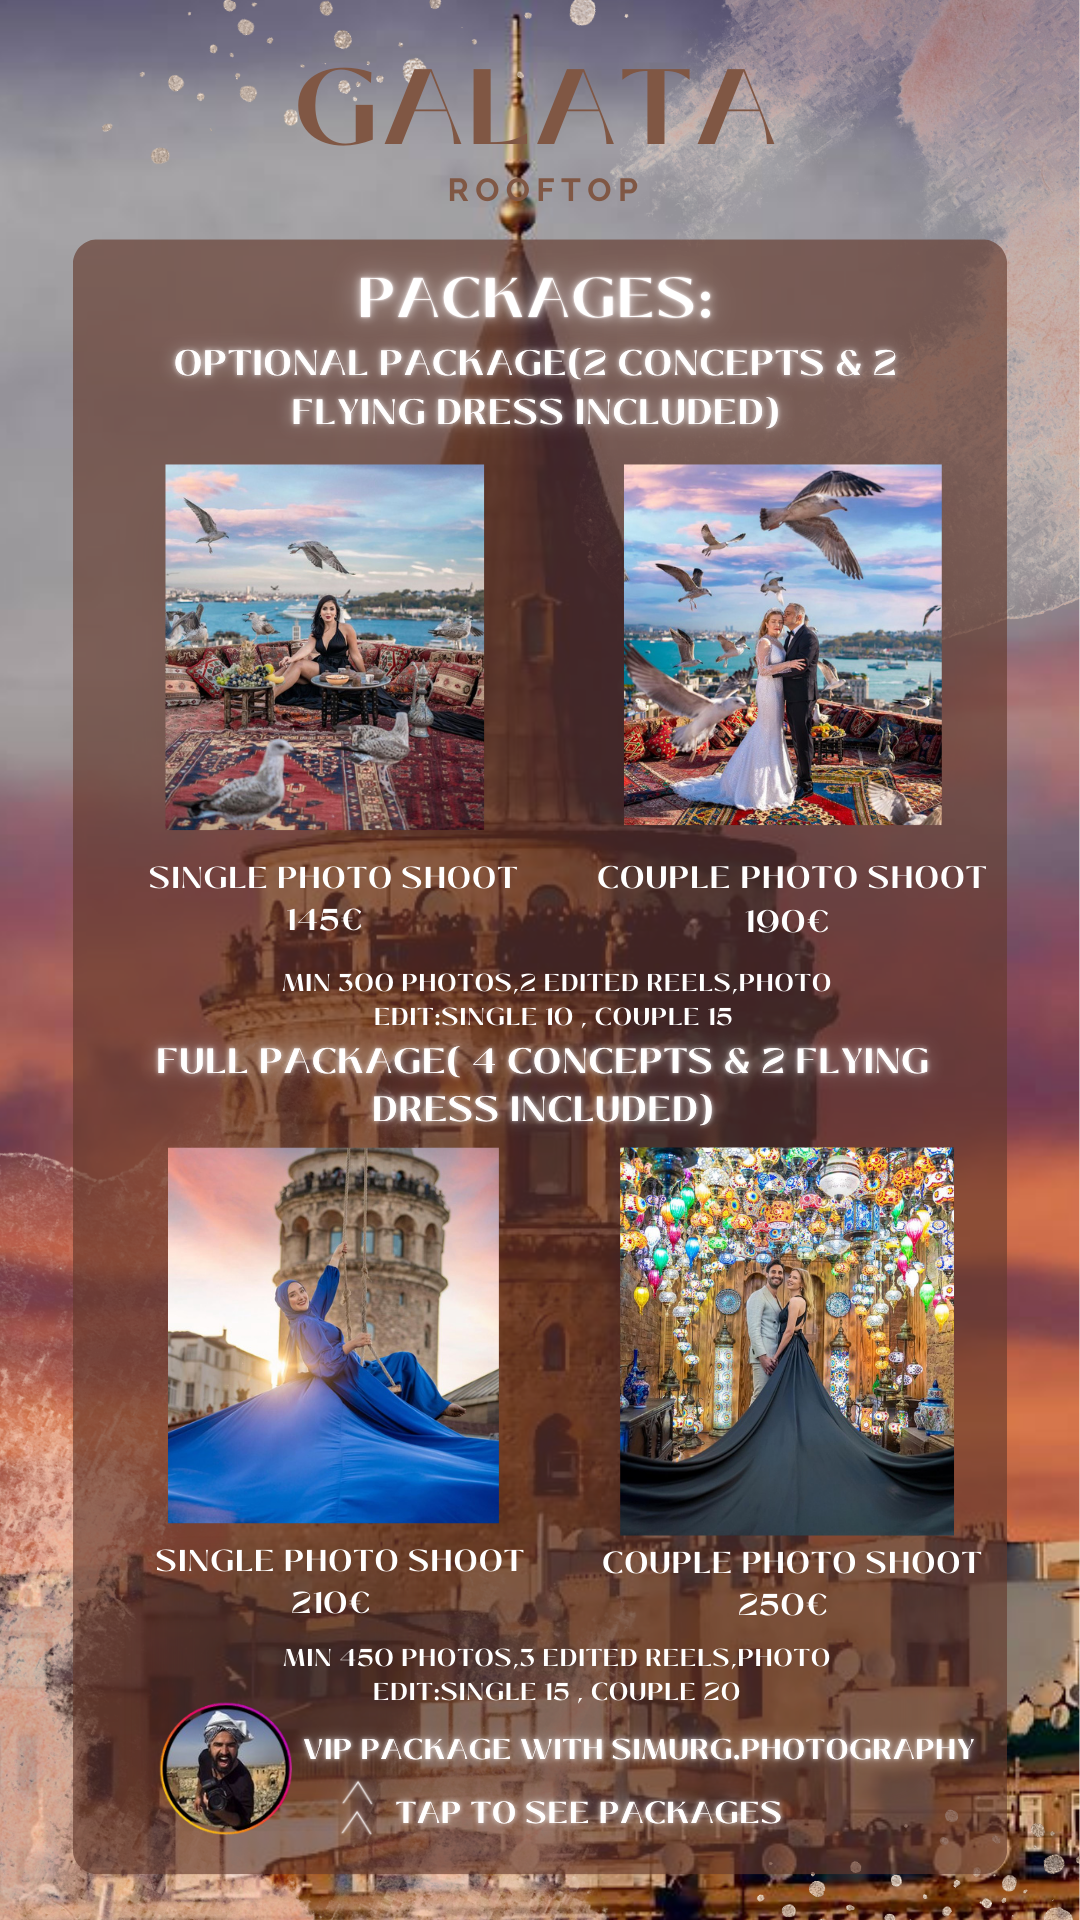 GALATA
ROOFTOP
PACKAGES:
OPTIONAL PACKAGE(2 CONCEPTS & 2
FLYING DRESS INCLUDED)
SINGLE PHOTO SHOOT
145€
COUPLE PHOTO SHOOT
190€
MIN 300 PHOTOS,2 EDITED REELS,PHOTO
EDIT:SINGLE 10 , COUPLE 15
FULL PACKAGE( 4 CONCEPTS & 2 FLYING
DRESS INCLUDED)
SINGLE PHOTO SHOOT
210€
COUPLE PHOTO SHOOT
250€
MIN 450 PHOTOS,3 EDITED REELS,PHOTO
EDIT:SINGLE 15 , COUPLE 20
VIP PACKAGE WITH SIMURG.PHOTOGRAPHY
TAP TO SEE PACKAGES